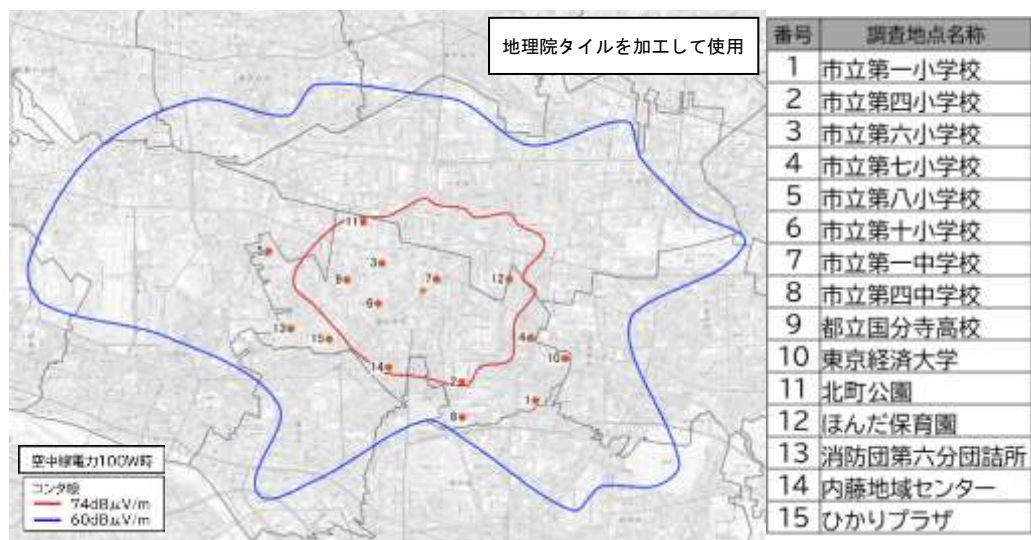 地理院タイルを加工して使用
11
5
3
9
7
12
6
13
15
4
10
14
2
1
8
空中線電力100W時
コンタ線
74dBμV/m
60dBμV/m
番号 調査地点名称
1 市立第一小学校
2 市立第四小学校
3 市立第六小学校
4 市立第七小学校
5 市立第八小学校
6 市立第十小学校
7 市立第一中学校
8 市立第四中学校
9 都立国分寺高校
10 東京経済大学
11 北町公園
12 ほんだ保育園
13 消防団第六分団詰所
14 内藤地域センター
15 ひかりプラザ